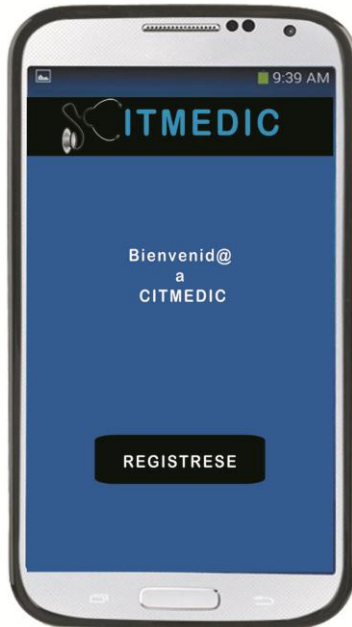 9:39 AM
CITMEDIC
Bienvenid@
a
CITMEDIC
REGISTRESE